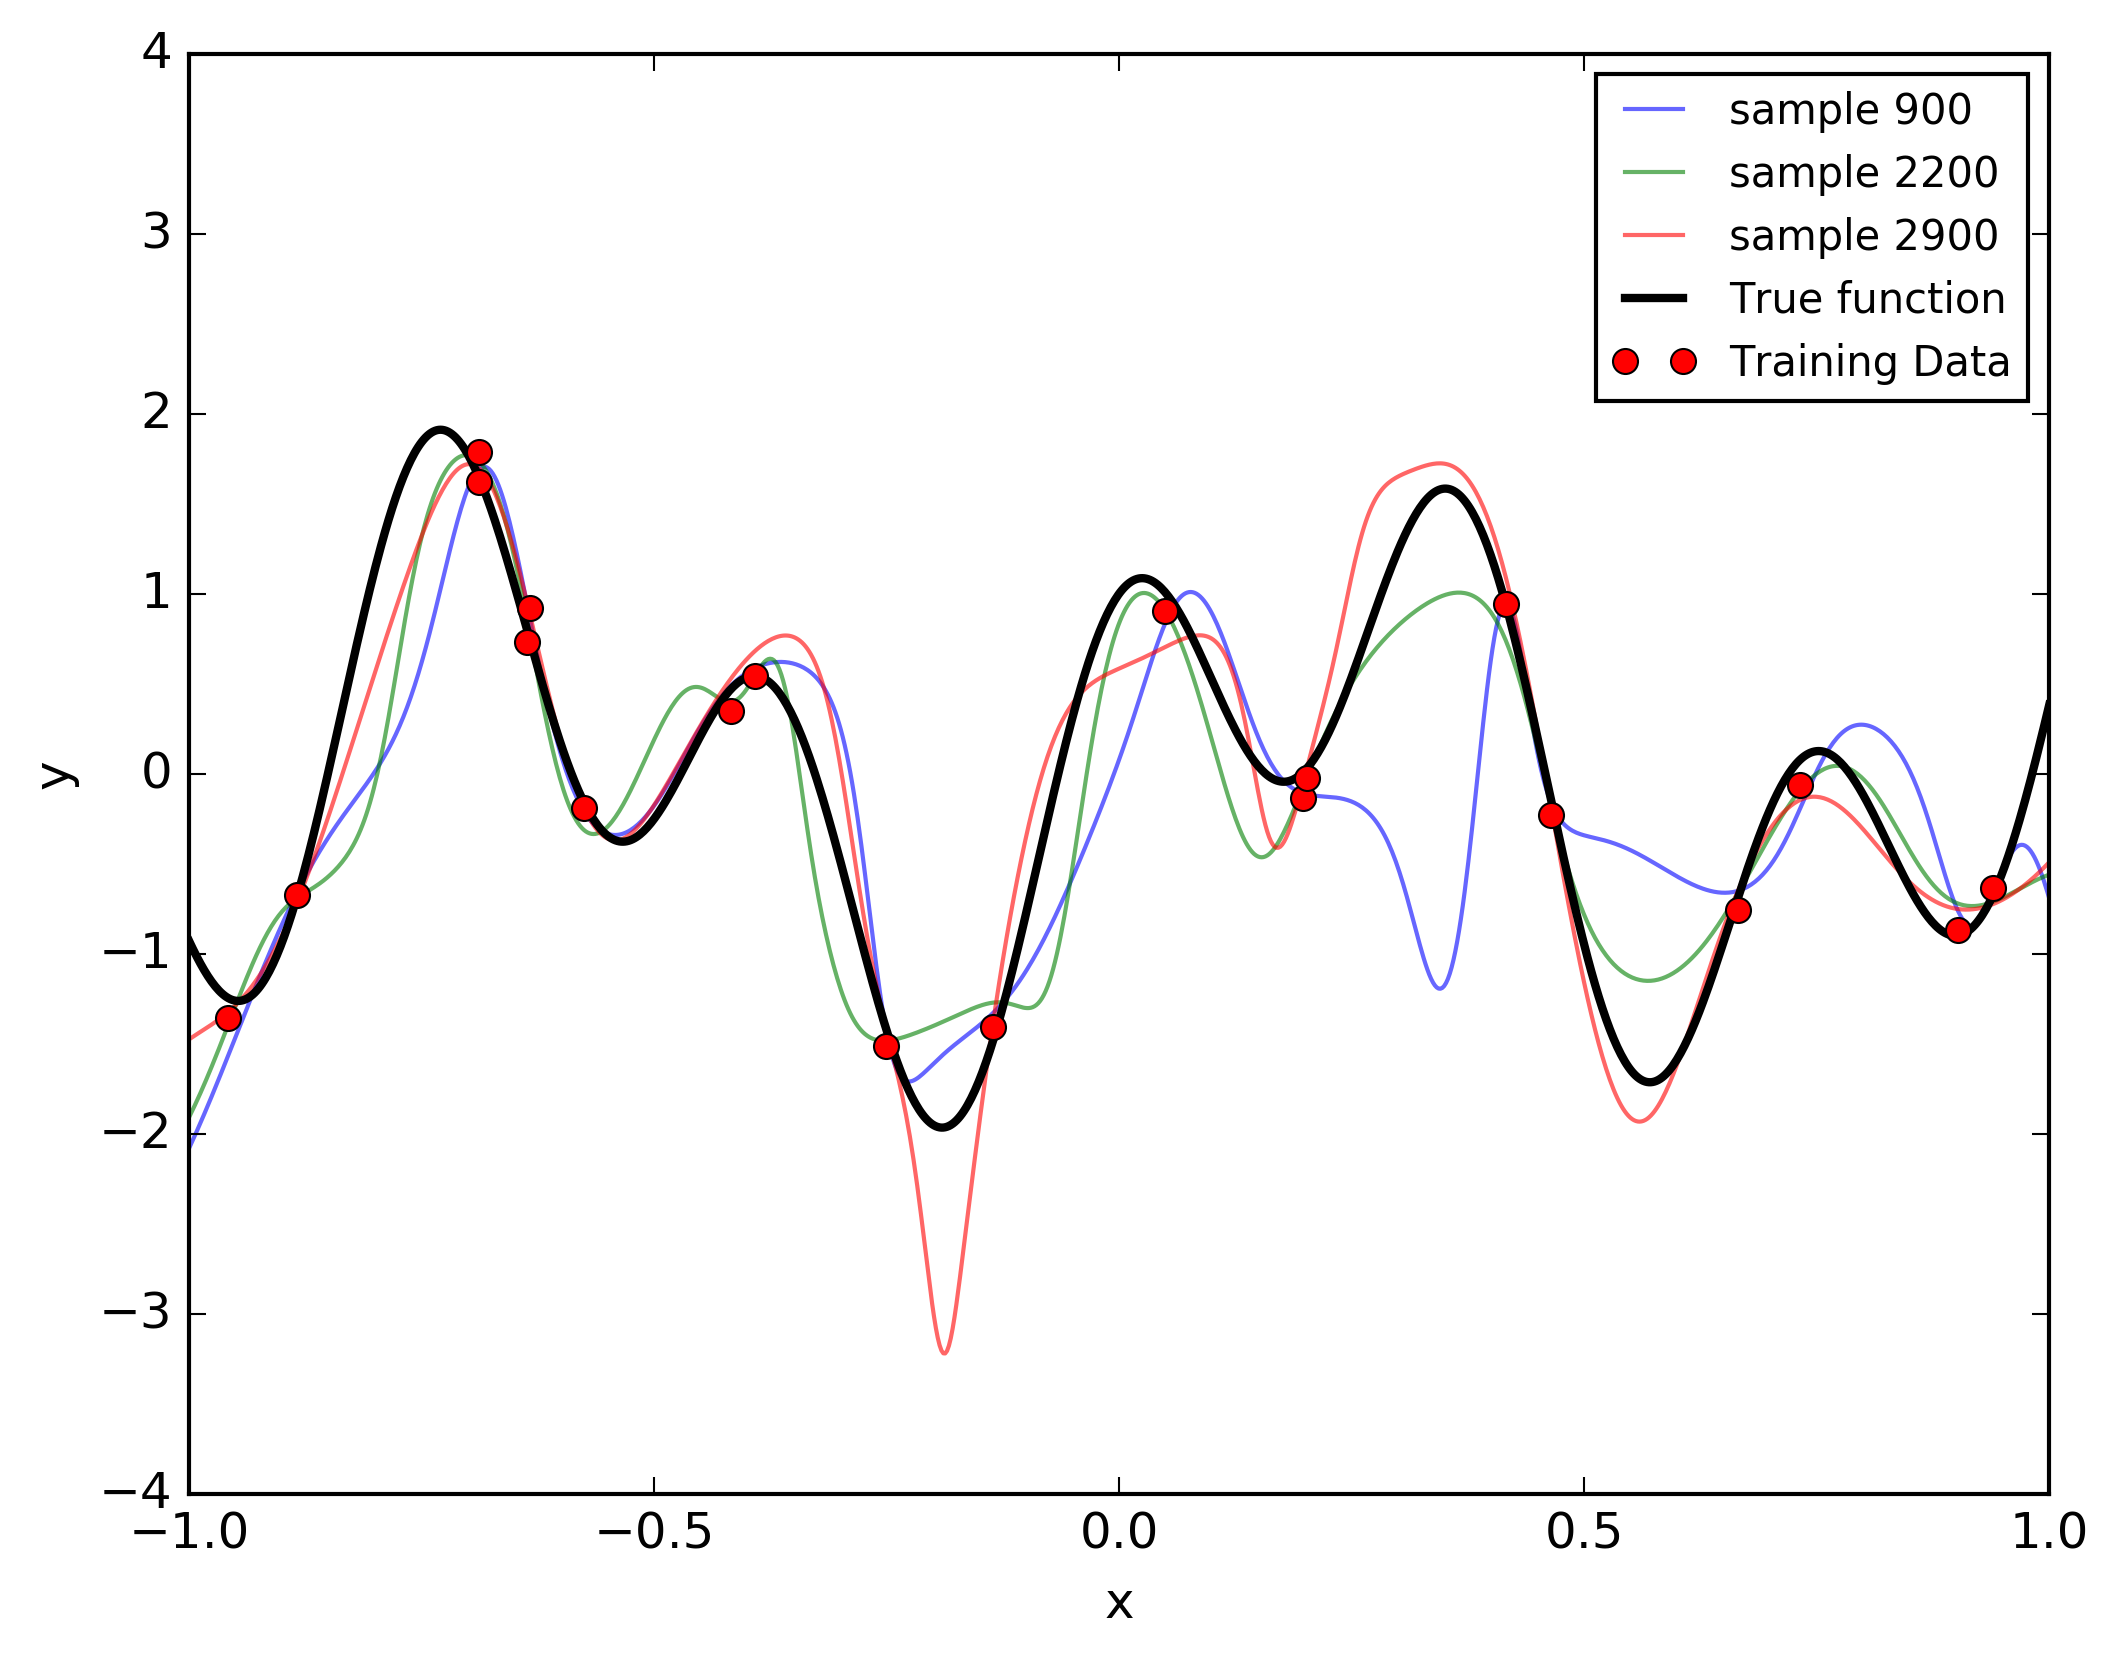 4
3
2
1
0
−1
−2
−3
−4
y
−1.0 −0.5 0.0 0.5 1.0
x
sample 900
sample 2200
sample 2900
True function
Training Data